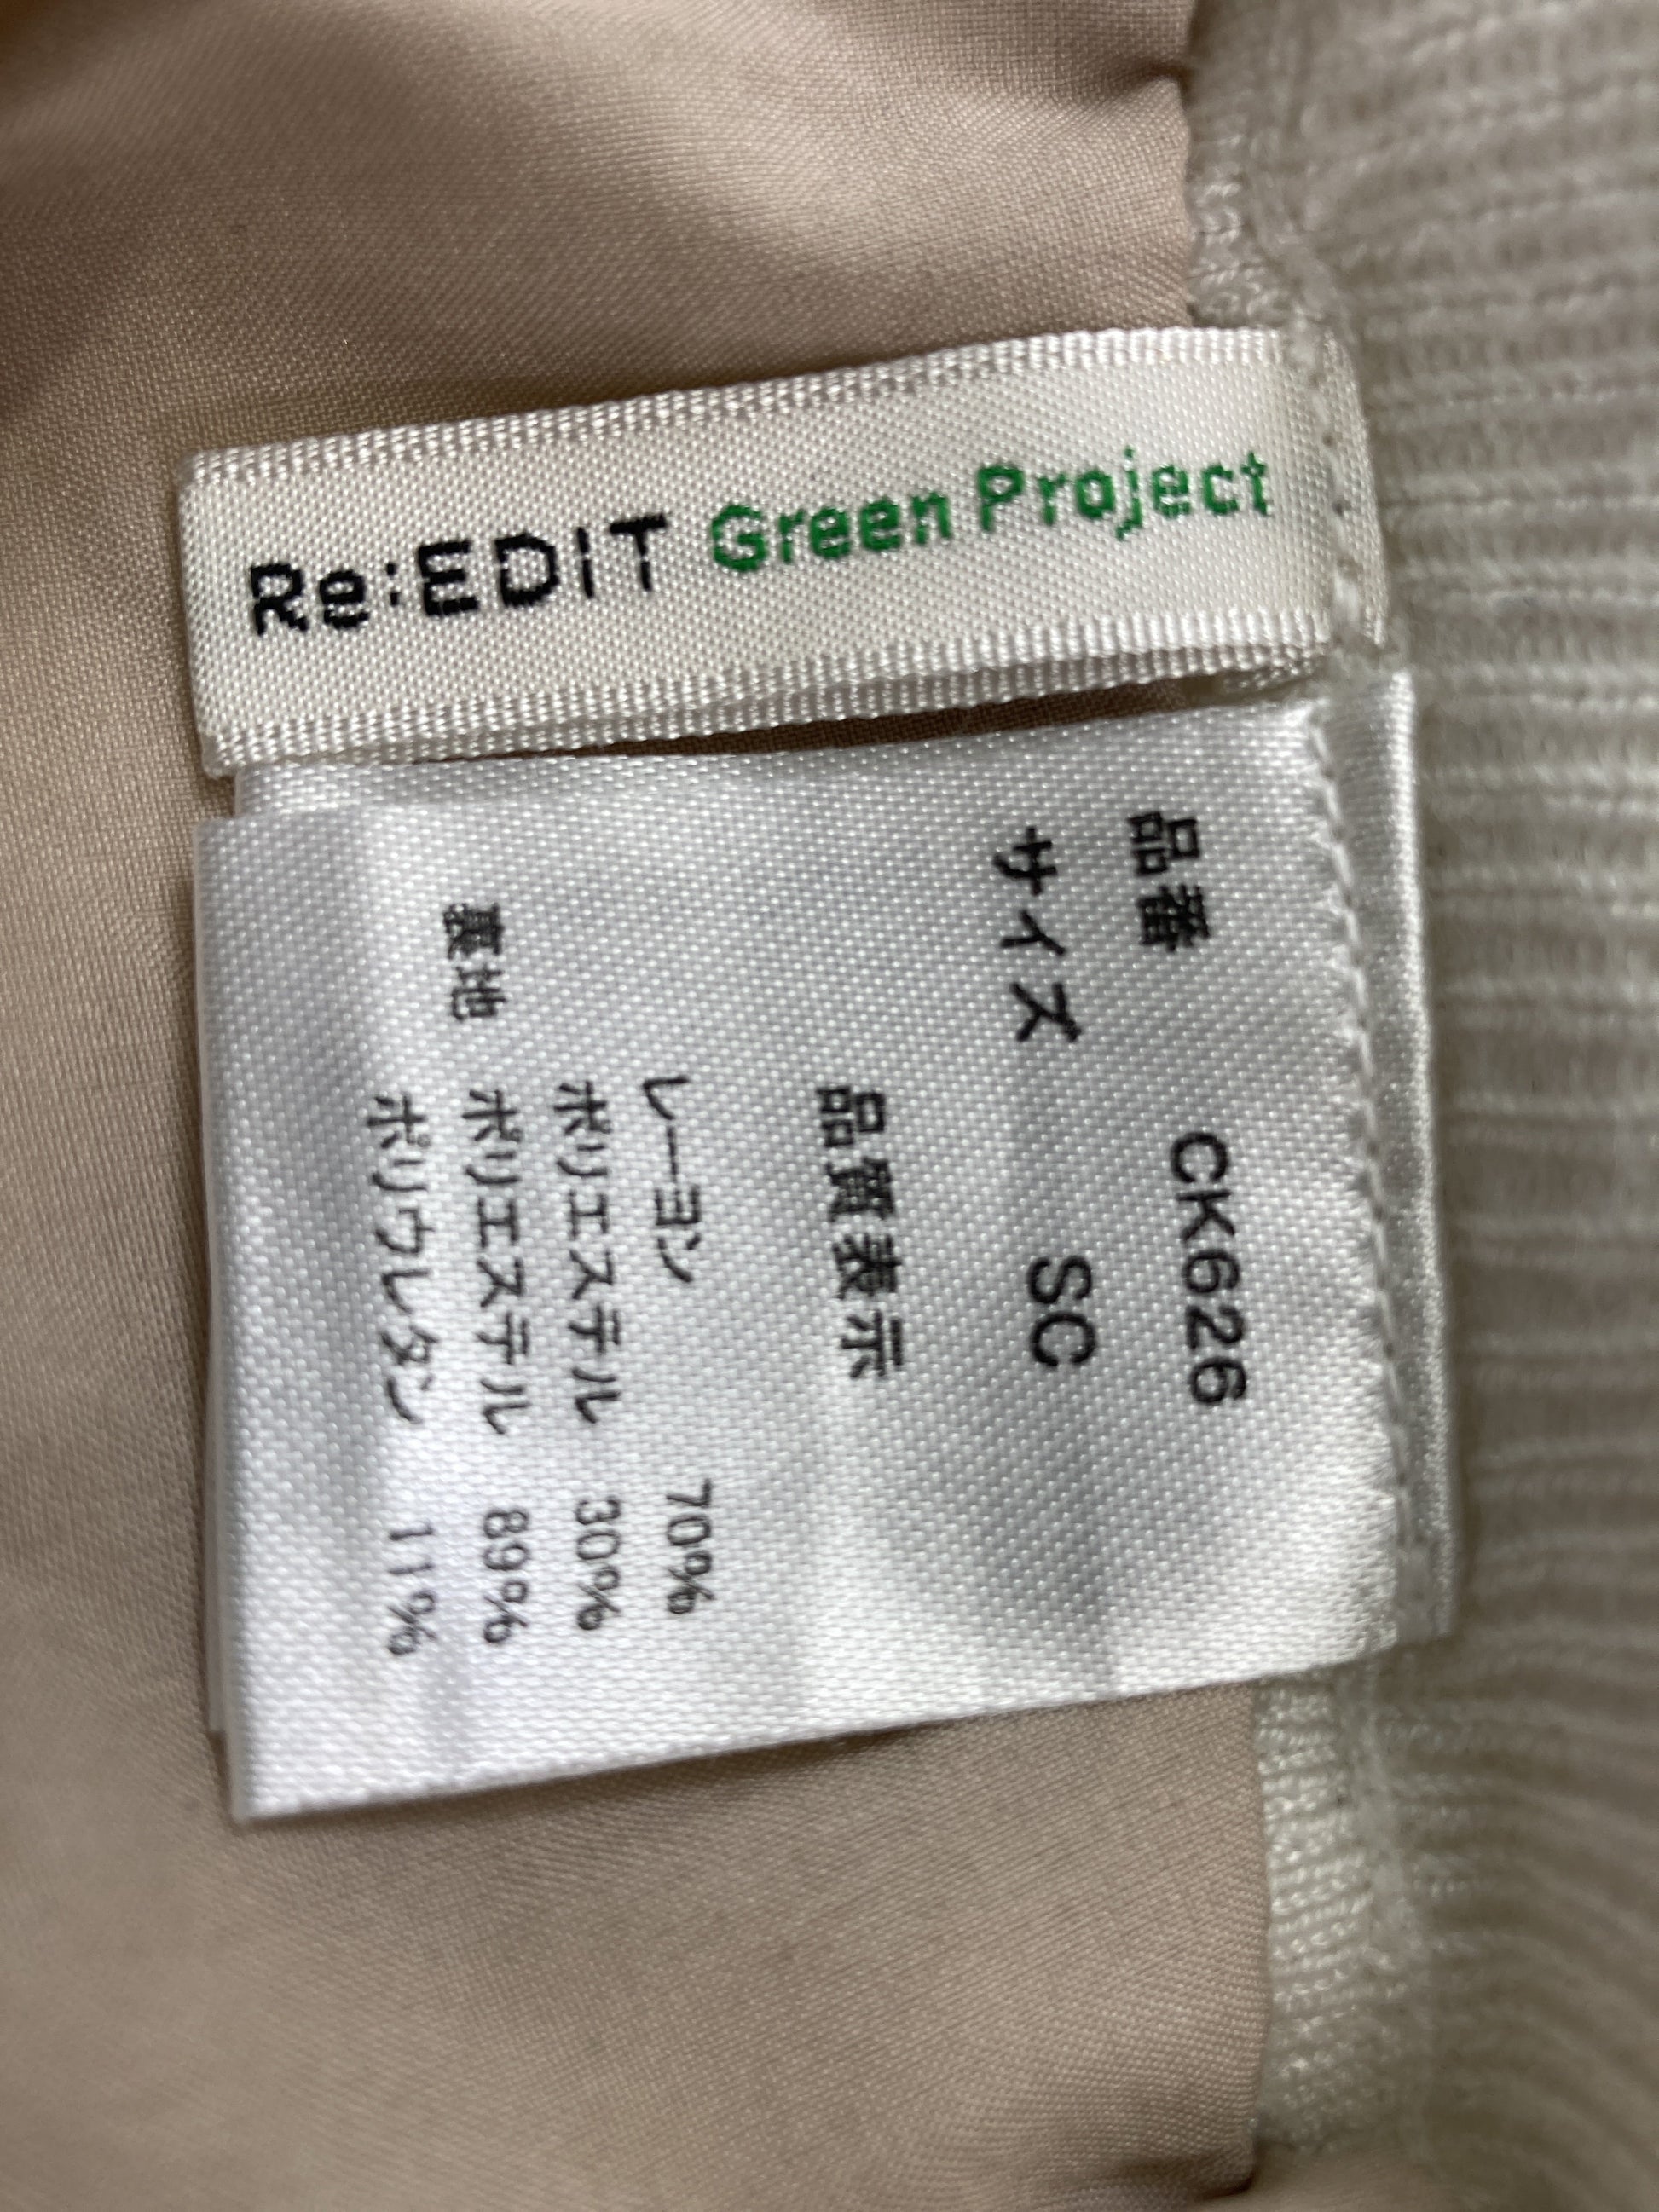 Re:EDIT Green Project
品番 CK626
サイズ SC
品質表示
レーヨン 70%
ポリエステル 30%
裏地 ポリエステル 89%
ポリウレタン 11%